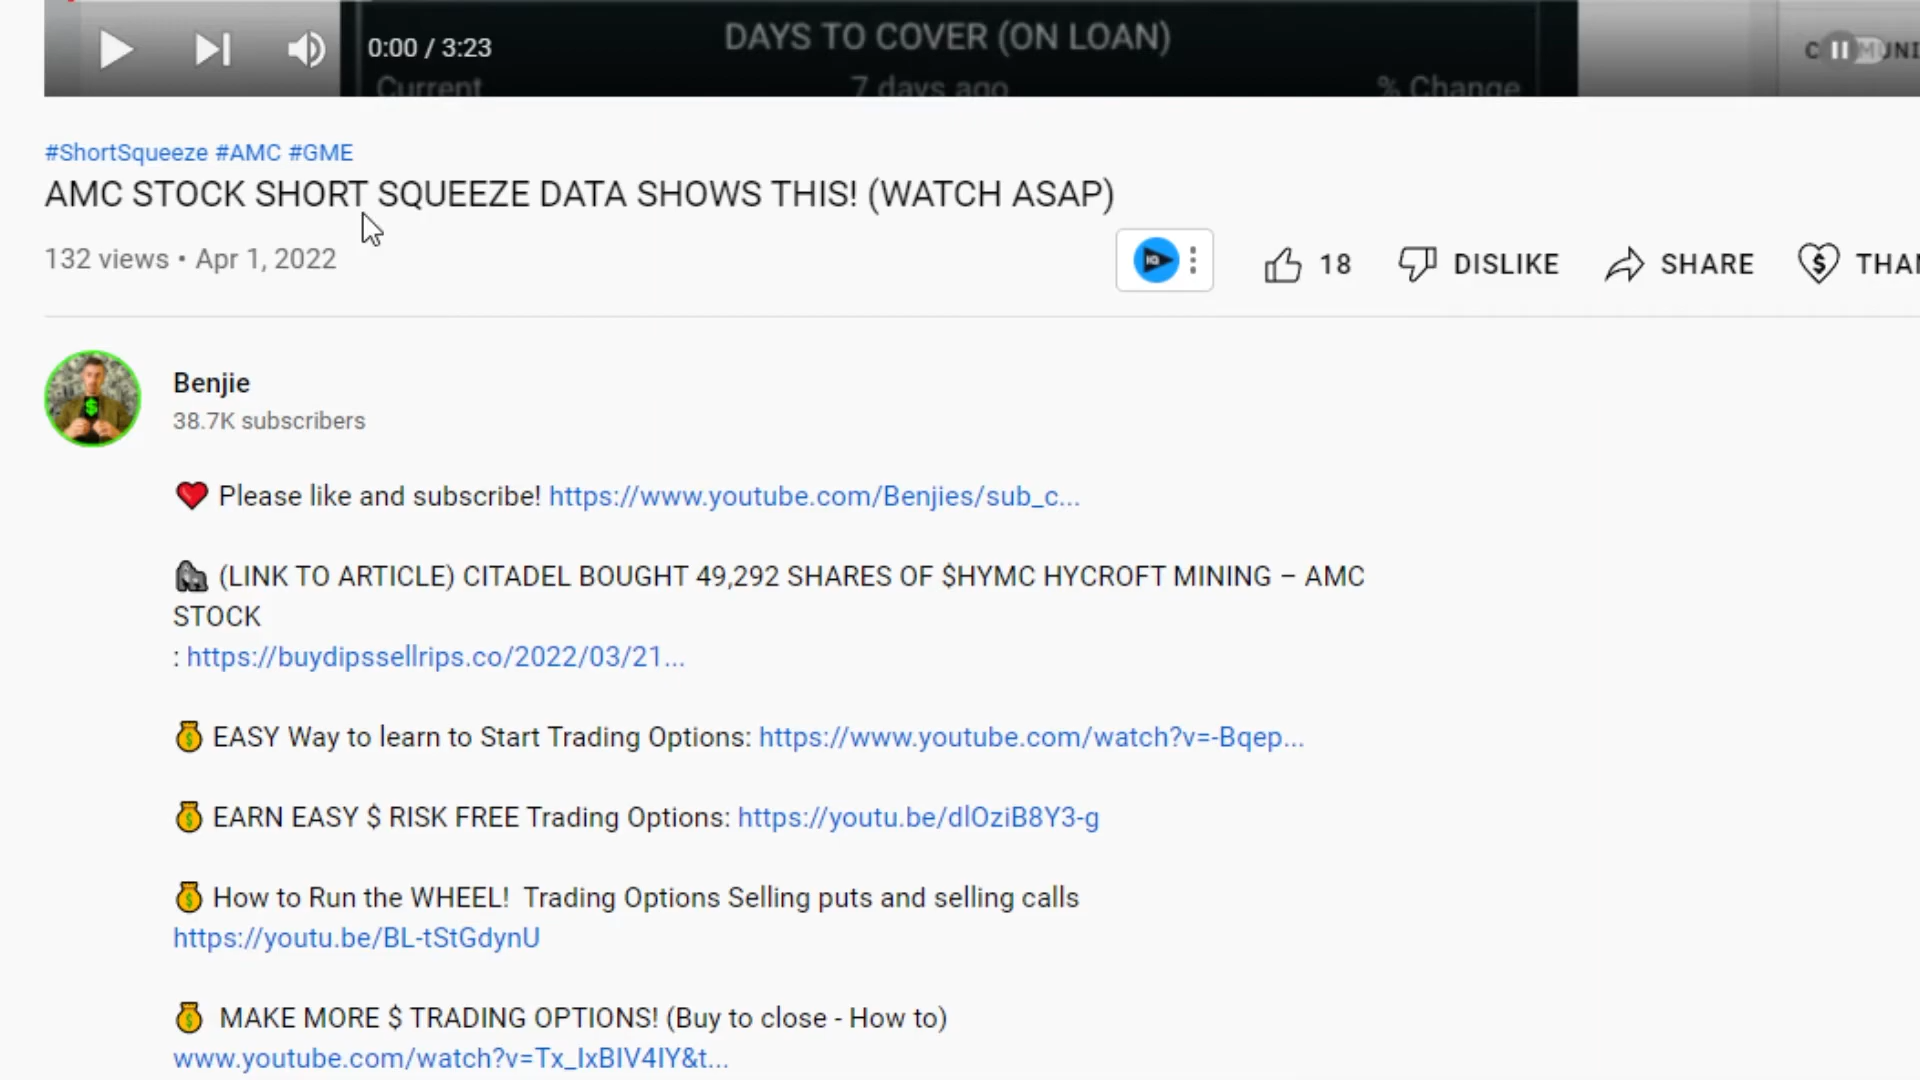 0:00 / 3:23
DAYS TO COVER (ON LOAN)
Current 7 days ago % Change
#ShortSqueeze #AMC #GME
AMC STOCK SHORT SQUEEZE DATA SHOWS THIS! (WATCH ASAP)
132 views • Apr 1, 2022
IQ
18 DISLIKE SHARE THAN
Benjie
38.7K subscribers
Please like and subscribe! https://www.youtube.com/Benjies/sub_c...
(LINK TO ARTICLE) CITADEL BOUGHT 49,292 SHARES OF $HYMC HYCROFT MINING – AMC
STOCK
: https://buydipssellrips.co/2022/03/21...
EASY Way to learn to Start Trading Options: https://www.youtube.com/watch?v=-Bqep...
EARN EASY $ RISK FREE Trading Options: https://youtu.be/dlOziB8Y3-g
How to Run the WHEEL! Trading Options Selling puts and selling calls
https://youtu.be/BL-tStGdynU
MAKE MORE $ TRADING OPTIONS! (Buy to close - How to)
www.youtube.com/watch?v=Tx_IxBIV4IY&t...